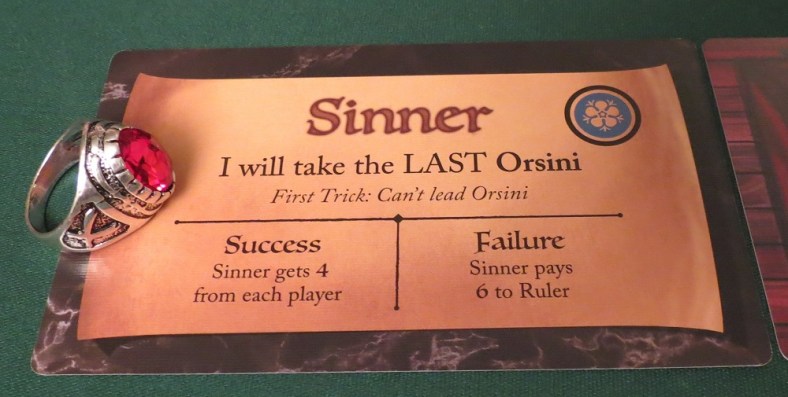 Sinner
I will take the LAST Orsini
First Trick: Can't lead Orsini
Success
Sinner gets 4
from each player
Failure
Sinner pays
6 to Ruler